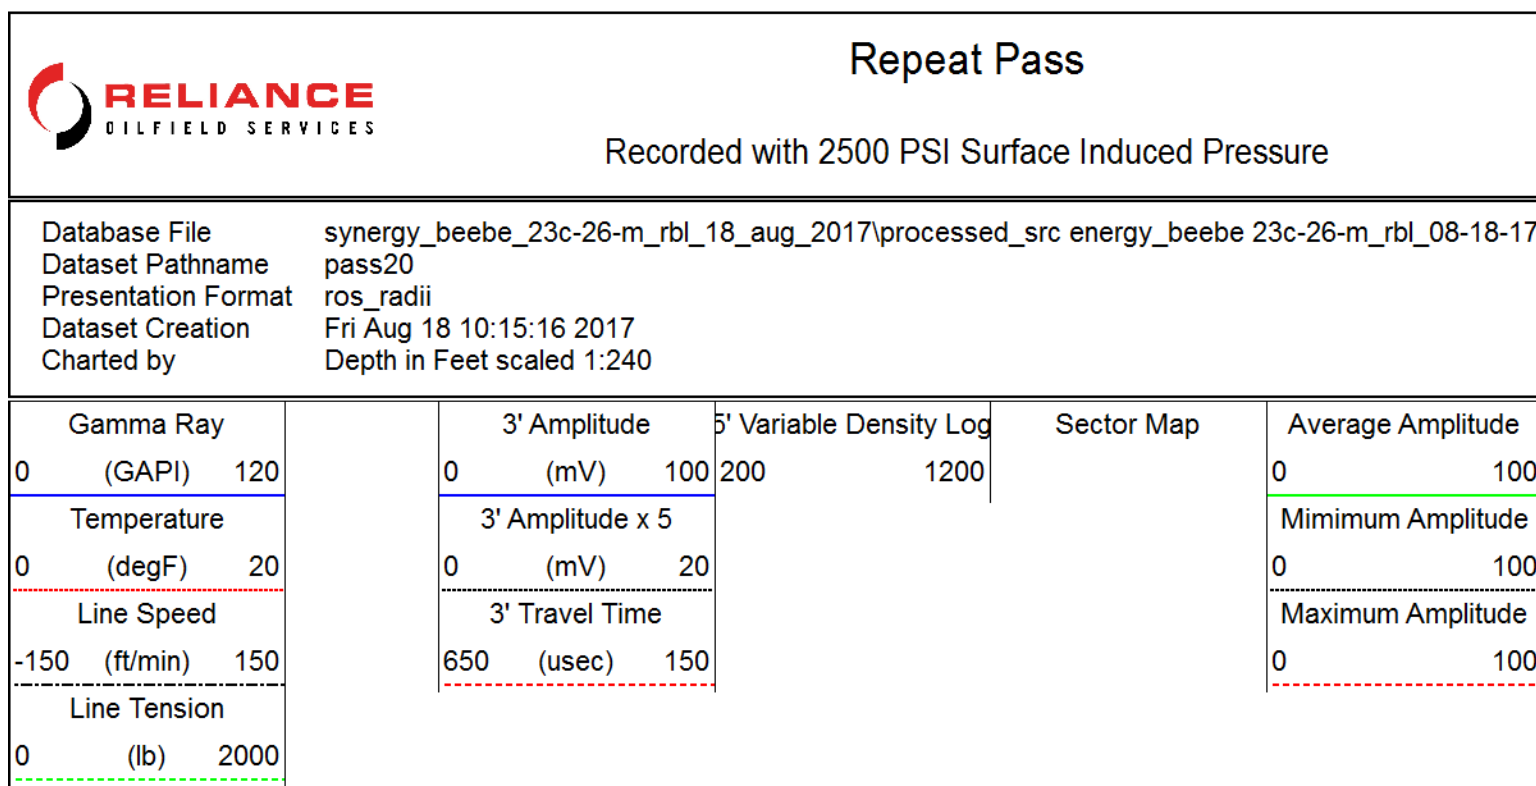 Repeat Pass
RELIANCE
OILFIELD SERVICES
Recorded with 2500 PSI Surface Induced Pressure
Database File synergy_beebe_23c-26-m_rbl_18_aug_2017\processed_src energy_beebe 23c-26-m_rbl_08-18-17
Dataset Pathname pass20
Presentation Format ros_radii
Dataset Creation Fri Aug 18 10:15:16 2017
Charted by Depth in Feet scaled 1:240
Gamma Ray 3' Amplitude 5' Variable Density Log Sector Map Average Amplitude
0 (GAPI) 120 0 (mV) 100 200 1200 0 100
Temperature 3' Amplitude x 5 Mimimum Amplitude
0 (degF) 20 0 (mV) 20 0 100
Line Speed 3' Travel Time Maximum Amplitude
-150 (ft/min) 150 650 (usec) 150 0 100
Line Tension
0 (lb) 2000